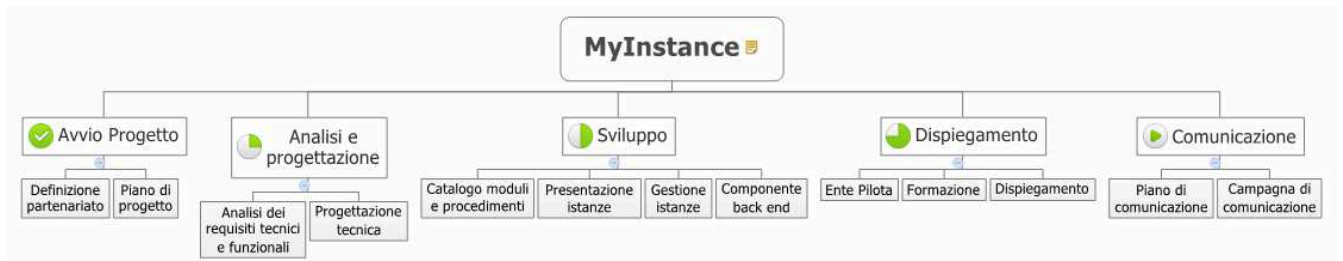 MyInstance
Avvio Progetto
Definizione
partenariato
Piano di
progetto
Analisi e
progettazione
Analisi dei
requisiti tecnici
e funzionali
Progettazione
tecnica
Sviluppo
Catalogo moduli
e procedimenti
Presentazione
istanze
Gestione
istanze
Componente
back end
Dispiegamento
Ente Pilota
Formazione
Dispiegamento
Comunicazione
Piano di
comunicazione
Campagna di
comunicazione